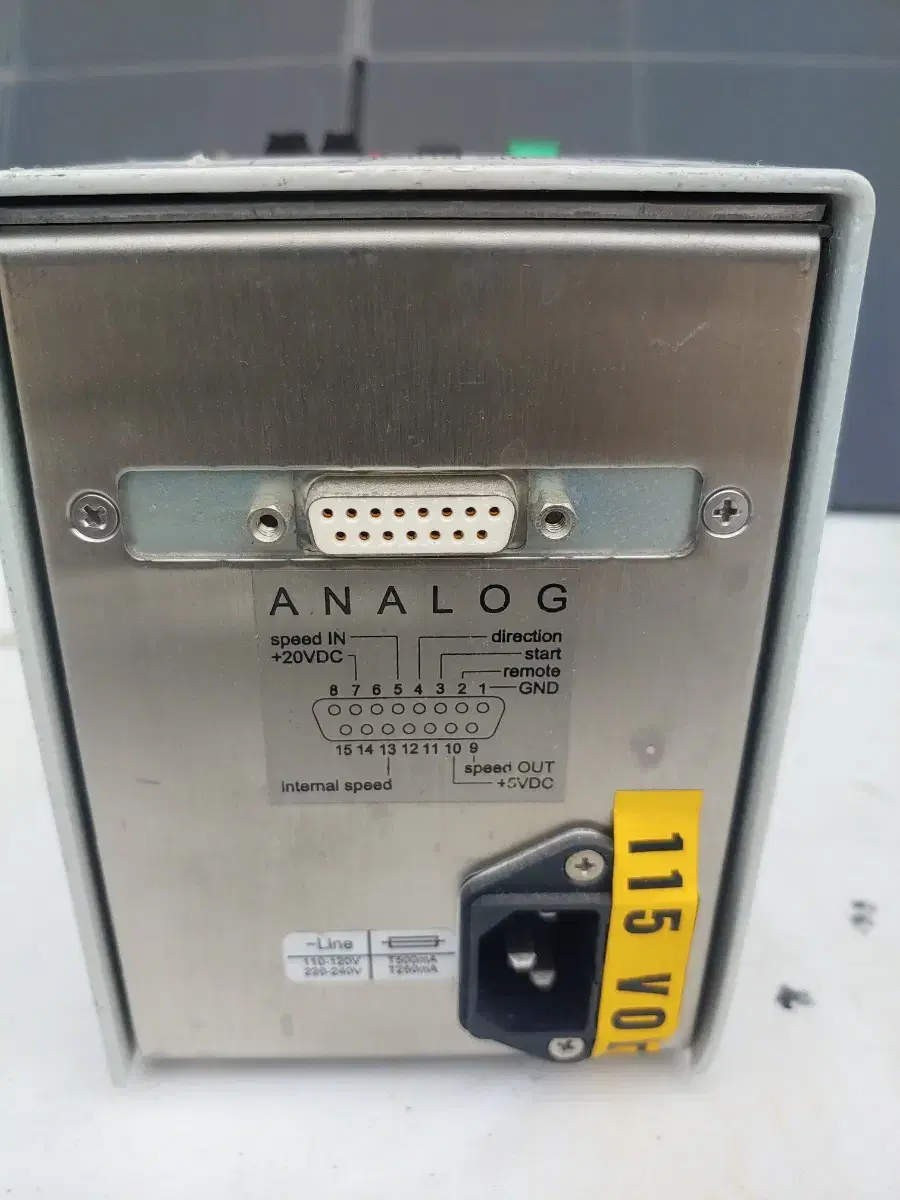 ANALOG
speed IN direction
+20VDC start
remote
8 7 6 5 4 3 2 1 GND
15 14 13 12 11 10 9
speed OUT
internal speed +5VDC
~Line
110-120V T500mA
220-240V T250mA
115 VO